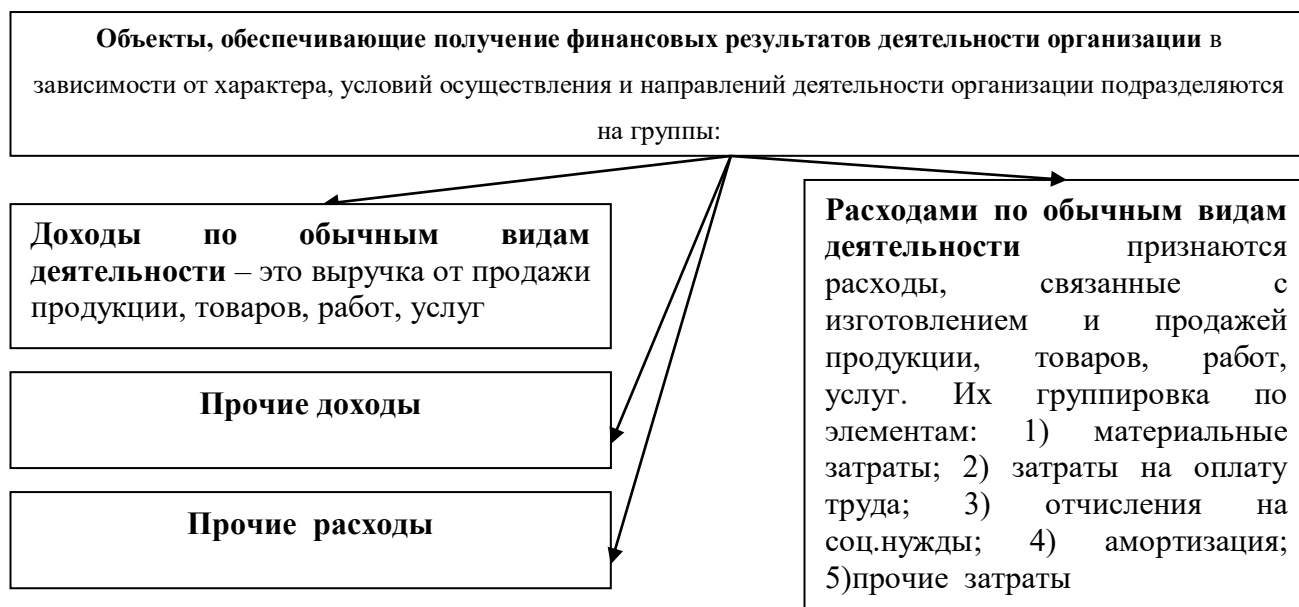 Объекты, обеспечивающие получение финансовых результатов деятельности организации в
зависимости от характера, условий осуществления и направлений деятельности организации подразделяются
на группы:
Доходы по обычным видам
деятельности – это выручка от продажи
продукции, товаров, работ, услуг
Прочие доходы
Прочие расходы
Расходами по обычным видам
деятельности признаются
расходы, связанные с
изготовлением и продажей
продукции, товаров, работ,
услуг. Их группировка по
элементам: 1) материальные
затраты; 2) затраты на оплату
труда; 3) отчисления на
соц.нужды; 4) амортизация;
5)прочие затраты